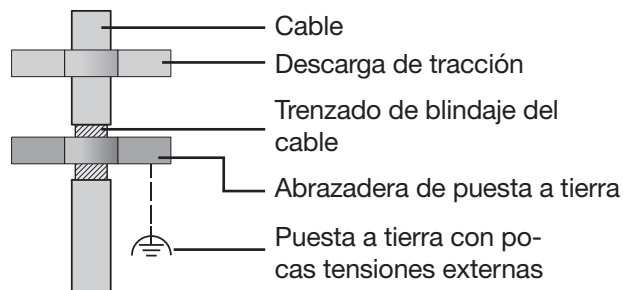 Cable
Descarga de tracción
Trenzado de blindaje del
cable
Abrazadera de puesta a tierra
Puesta a tierra con po-
cas tensiones externas